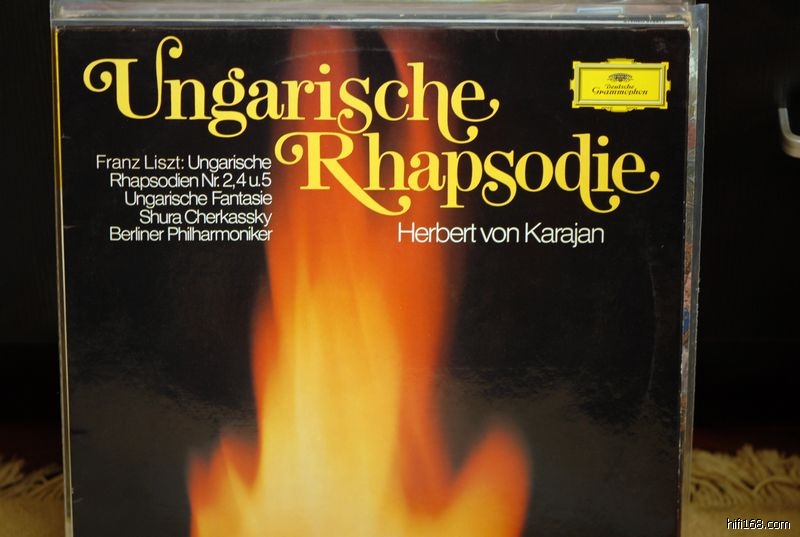 Ungarische
Rhapsodie
Deutsche
Grammophon
Franz Liszt: Ungarische
Rhapsodien Nr. 2, 4 u. 5
Ungarische Fantasie
Shura Cherkassky
Berliner Philharmoniker
Herbert von Karajan
hifi168.com